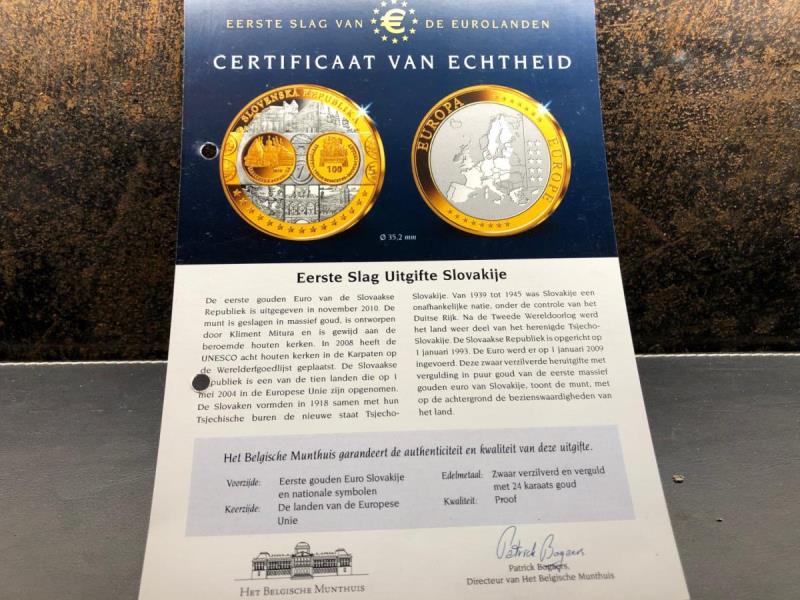 EERSTE SLAG VAN € DE EUROLANDEN
CERTIFICAAT VAN ECHTHEID
SLOVENSKÁ REPUBLIKA
100
EUROPA
EUROPE
Ø 35,2 mm
Eerste Slag Uitgifte Slovakije
De eerste gouden Euro van de Slovaakse
Republiek is uitgegeven in november 2010. De
munt is geslagen in massief goud, is ontworpen
door Kliment Mitura en is gewijd aan de
beroemde houten kerken. In 2008 heeft de
UNESCO acht houten kerken in de Karpaten op
de Werelderfgoedlijst geplaatst. De Slovaakse
epubliek is een van de tien landen die op 1
mei 2004 in de Europese Unie zijn opgenomen.
De Slovaken vormden in 1918 samen met hun
Tsjechische buren de nieuwe staat Tsjecho-
Slovakije. Van 1939 tot 1945 was Slovakije een
onafhankelijke natie, onder de controle van het
Duitse Rijk. Na de Tweede Wereldoorlog werd
het land weer deel van het herenigde Tsjecho-
Slovakije. De Slovaakse Republiek is opgericht op
1 januari 1993. De Euro werd er op 1 januari 2009
ingevoerd. Deze zwaar verzilverde heruitgifte met
vergulding in puur goud van de eerste massief
gouden euro van Slovakije, toont de munt, met
op de achtergrond de bezienswaardigheden van
het land.
Het Belgische Munthuis garandeert de authenticiteit en kwaliteit van deze uitgifte.
Voorzijde: Eerste gouden Euro Slovakije
en nationale symbolen
Keerzijde: De landen van de Europese
Unie
Edelmetaal: Zwaar verzilverd en verguld
met 24 karaats goud
Kwaliteit: Proof
HET BELGISCHE MUNTHUIS
Patrick Bogaers
Patrick Bogaers,
Directeur van Het Belgische Munthuis